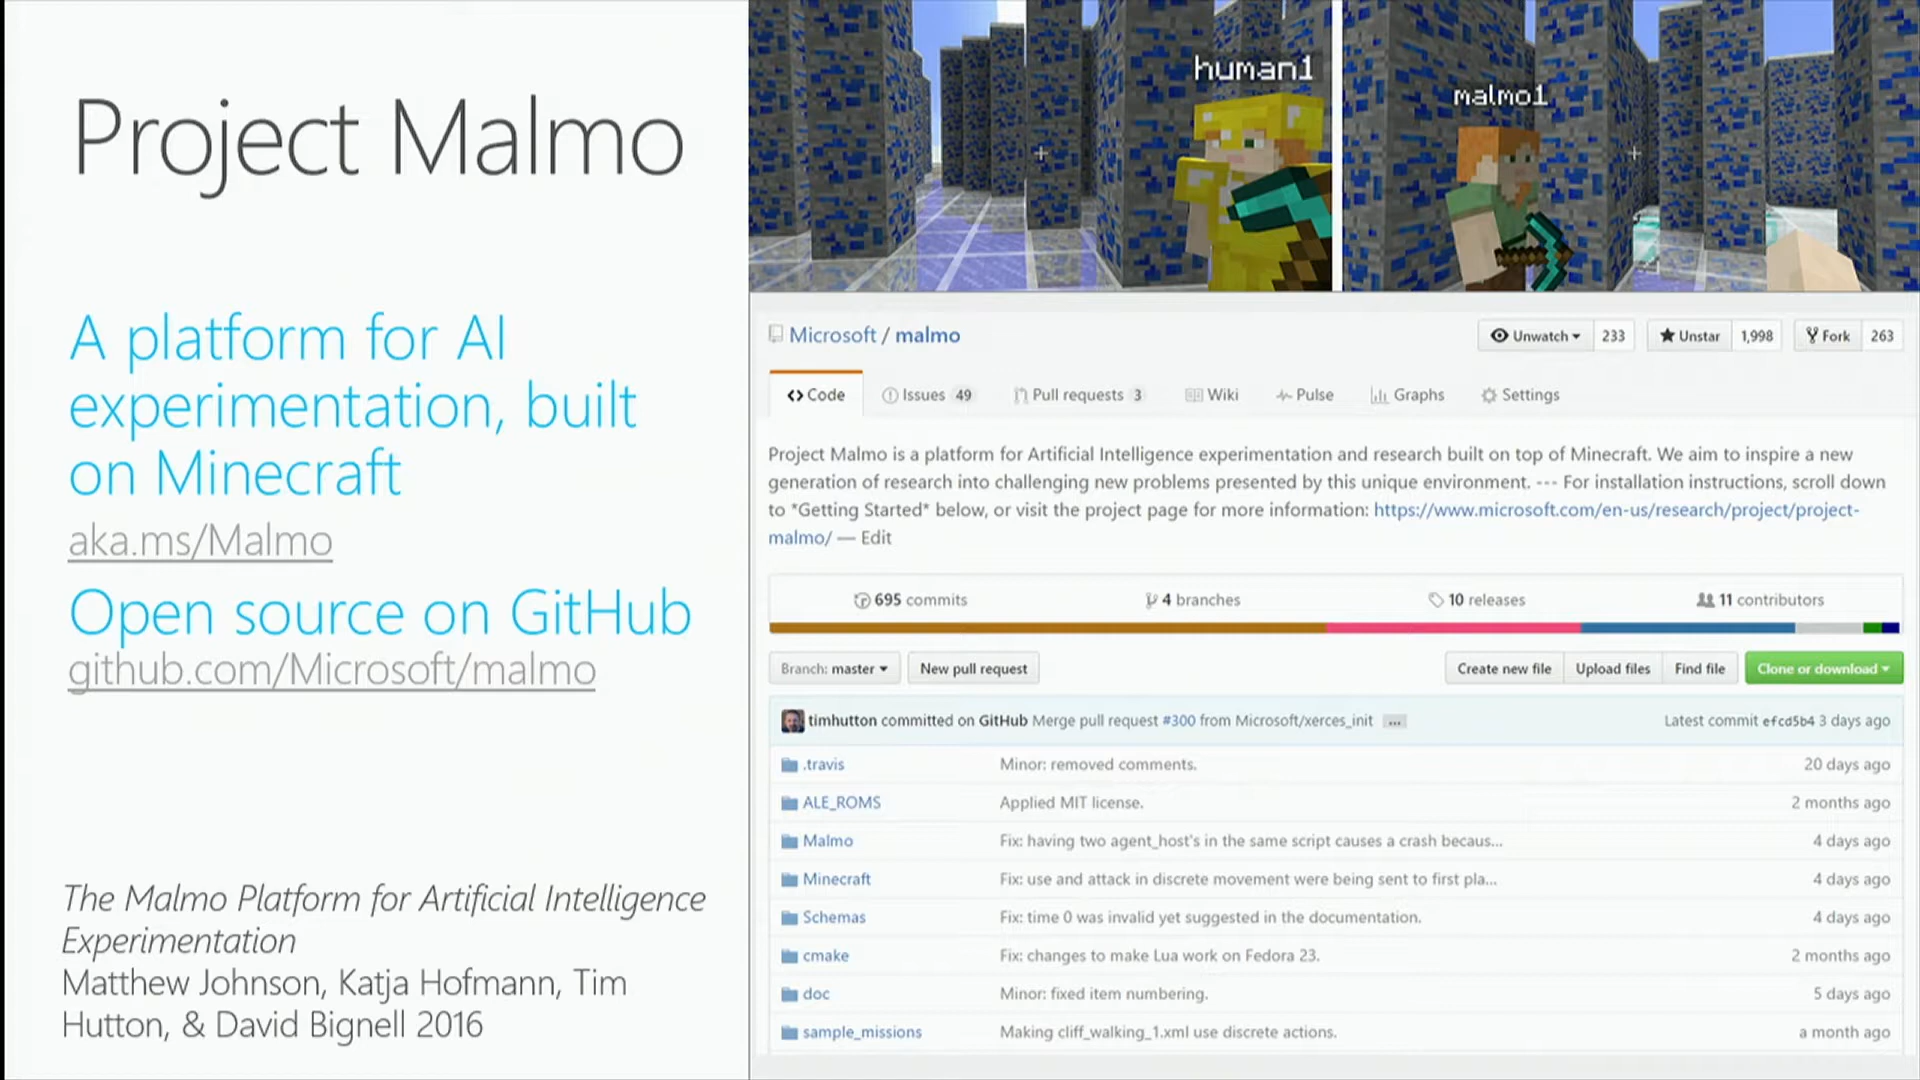 Project Malmo
A platform for AI
experimentation, built
on Minecraft
aka.ms/Malmo
Open source on GitHub
github.com/Microsoft/malmo
The Malmo Platform for Artificial Intelligence
Experimentation
Matthew Johnson, Katja Hofmann, Tim
Hutton, & David Bignell 2016
human1
malmo1
Microsoft / malmo
Unwatch 233 Unstar 1,998 Fork 263
Code Issues 49 Pull requests 3 Wiki Pulse Graphs Settings
Project Malmo is a platform for Artificial Intelligence experimentation and research built on top of Minecraft. We aim to inspire a new
generation of research into challenging new problems presented by this unique environment. --- For installation instructions, scroll down
to *Getting Started* below, or visit the project page for more information: https://www.microsoft.com/en-us/research/project/project-
malmo/ — Edit
695 commits 4 branches 10 releases 11 contributors
Branch: master New pull request Create new file Upload files Find file Clone or download
timhutton committed on GitHub Merge pull request #300 from Microsoft/xerces_init ... Latest commit efcd5b4 3 days ago
.travis Minor: removed comments. 20 days ago
ALE_ROMS Applied MIT license. 2 months ago
Malmo Fix: having two agent_host's in the same script causes a crash becaus... 4 days ago
Minecraft Fix: use and attack in discrete movement were being sent to first pla... 4 days ago
Schemas Fix: time 0 was invalid yet suggested in the documentation. 4 days ago
cmake Fix: changes to make Lua work on Fedora 23. 2 months ago
doc Minor: fixed item numbering. 5 days ago
sample_missions Making cliff_walking_1.xml use discrete actions. a month ago